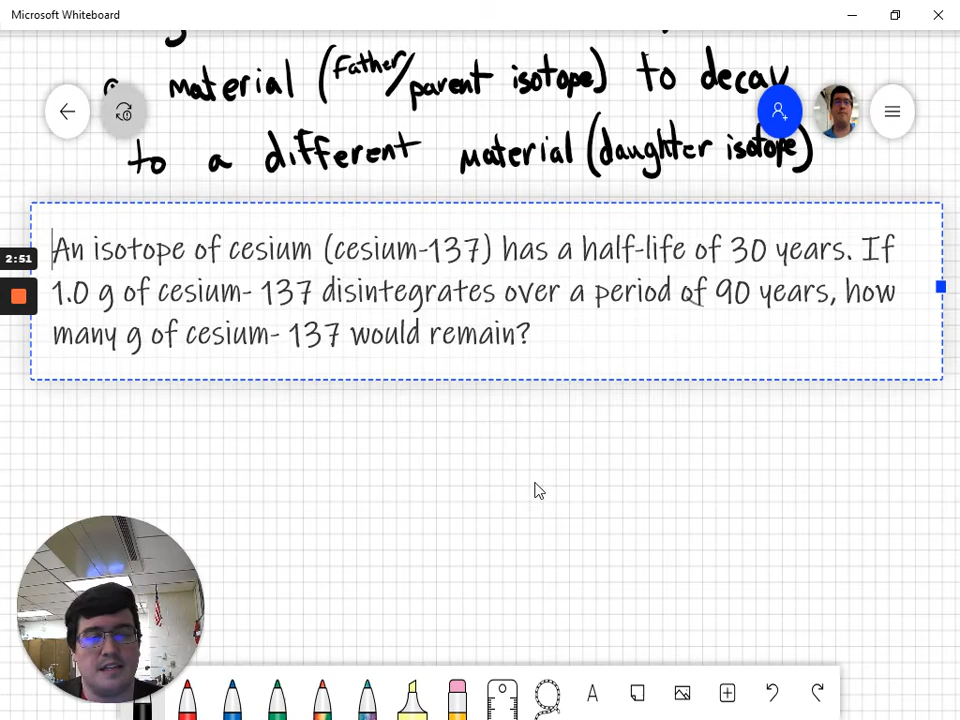 Microsoft Whiteboard
material (father/parent isotope) to decay
to a different material (daughter isotope)
An isotope of cesium (cesium-137) has a half-life of 30 years. If
2:51
1.0 g of cesium- 137 disintegrates over a period of 90 years, how
many g of cesium- 137 would remain?